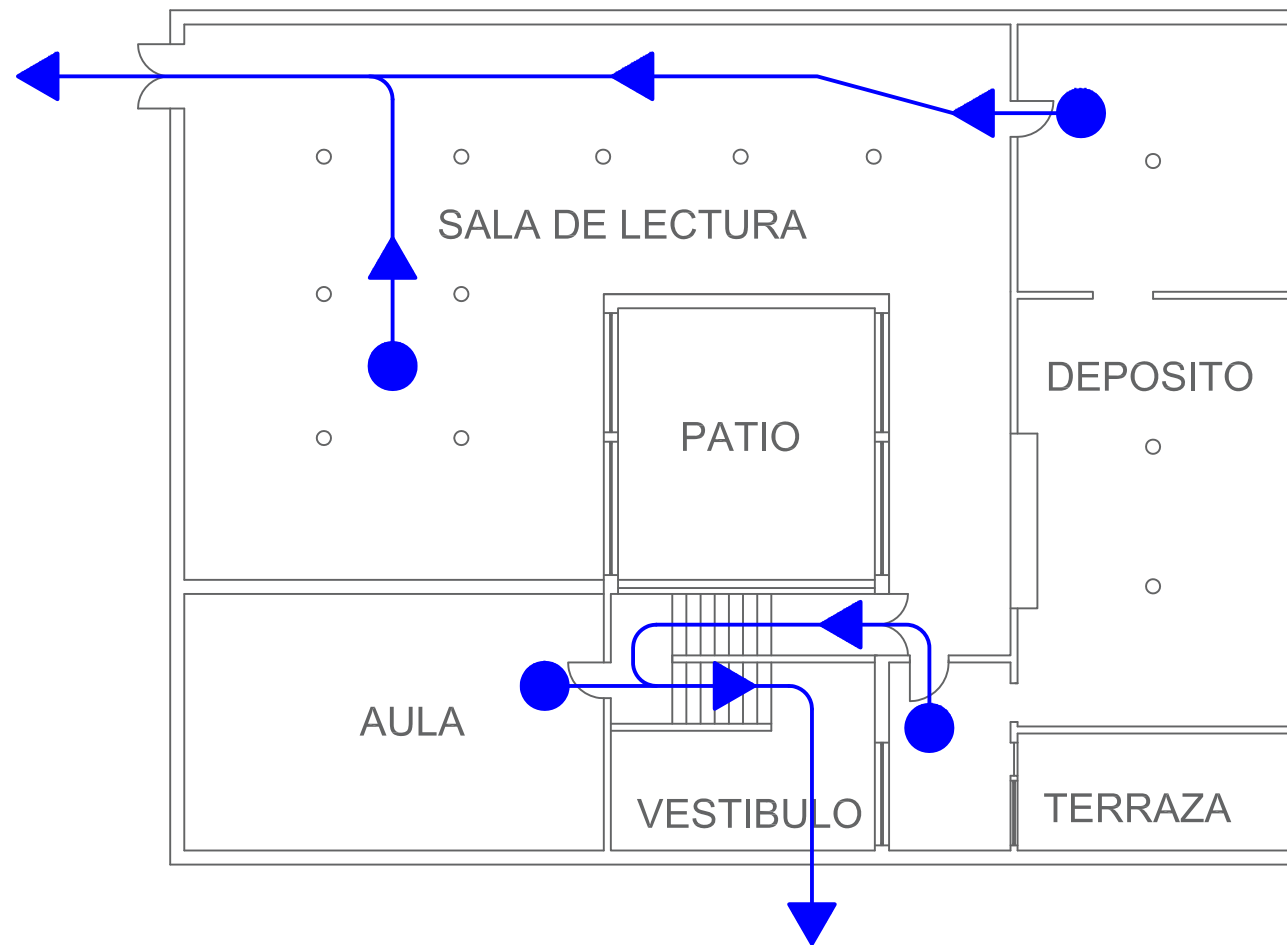 SALA DE LECTURA
DEPOSITO
PATIO
AULA
VESTIBULO
TERRAZA